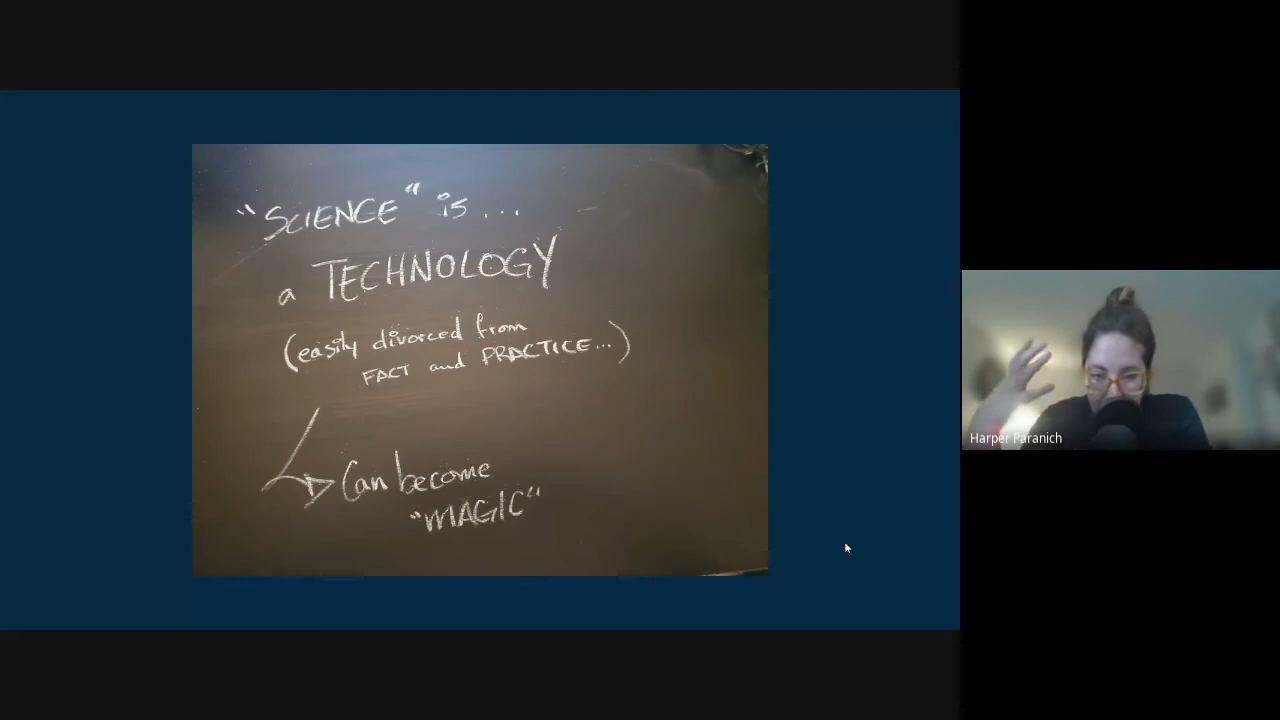 “SCIENCE“ is...
a TECHNOLOGY
(easily divorced from
FACT and PRACTICE...)
Can become
“MAGIC“
Harper Paranich